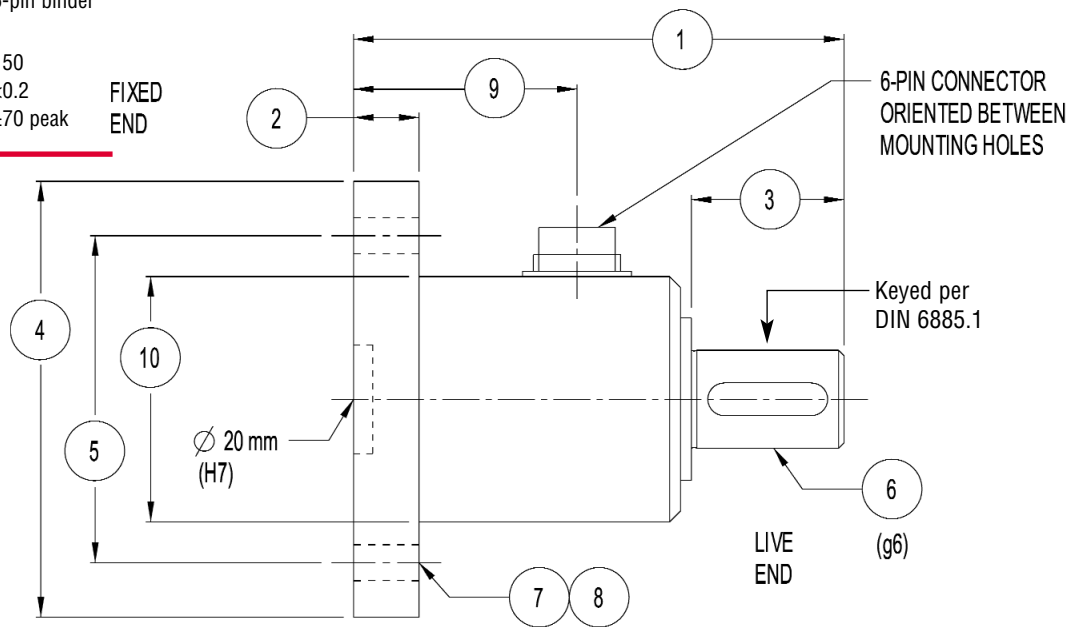 -pin binder
50
±0.2
±70 peak
FIXED
END
1
9
2
6-PIN CONNECTOR
ORIENTED BETWEEN
MOUNTING HOLES
3
Keyed per
DIN 6885.1
4
10
5
∅ 20 mm
(H7)
6
(g6)
LIVE
END
7
8